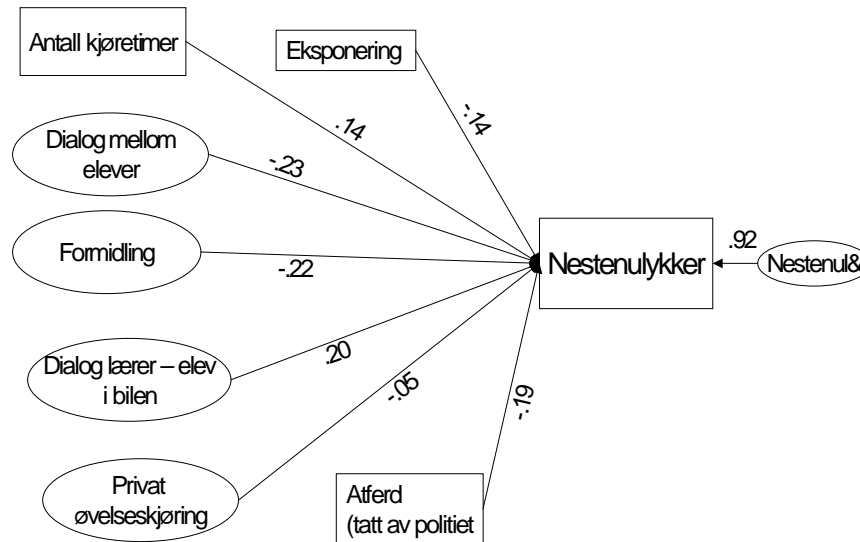 Antall kjøretimer
Eksponering
-.14
.14
Dialog mellom
elever
-.23
Formidling
-.22
Nestenulykker
.92
Nestenul&
Dialog lærer – elev
i bilen
.20
-.05
-.19
Privat
øvelseskjøring
Atferd
(tatt av politiet